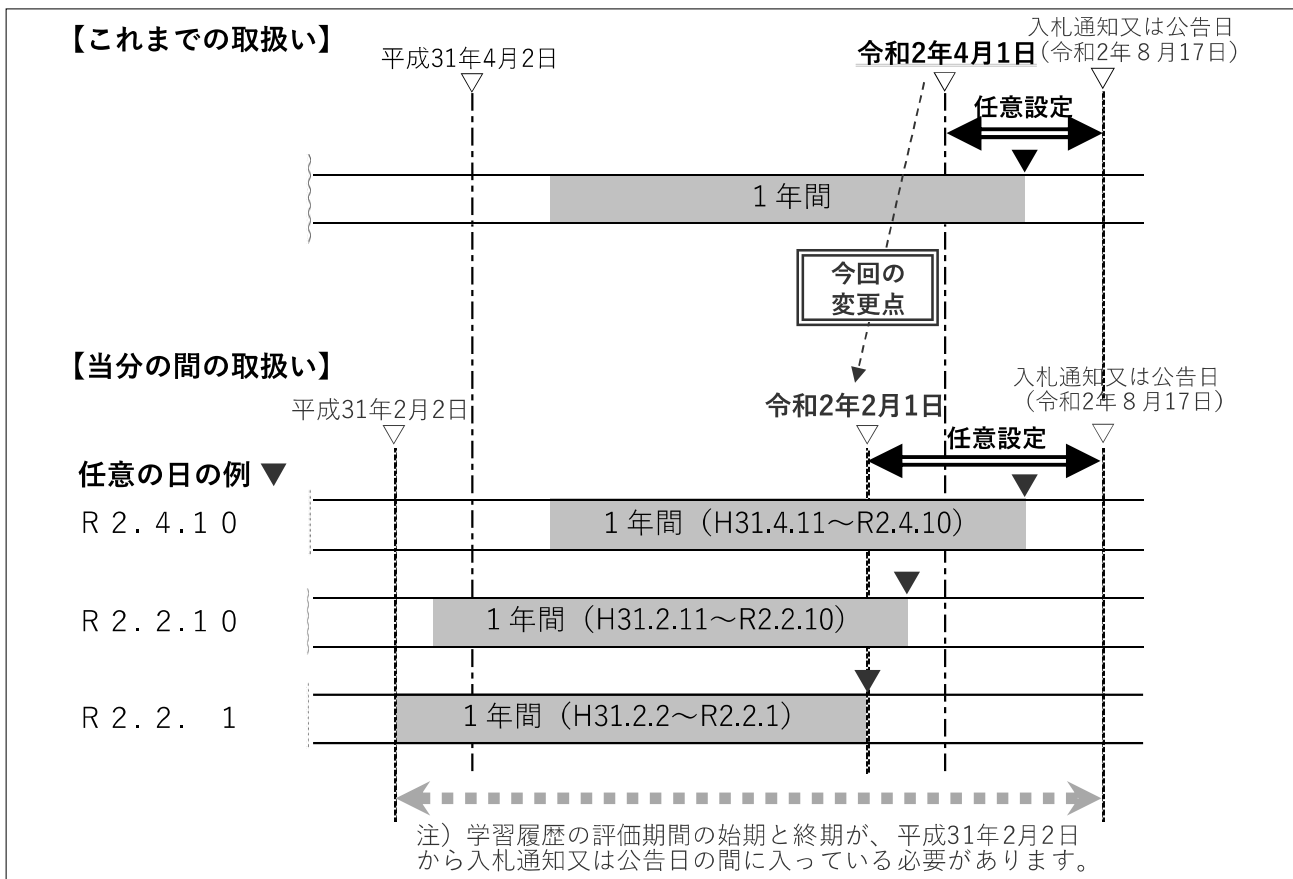 【これまでの取扱い】
平成31年4月2日
令和2年4月1日
入札通知又は公告日
(令和2年８月17日)
任意設定
１年間
今回の
変更点
【当分の間の取扱い】
平成31年2月2日
令和2年2月1日
入札通知又は公告日
（令和2年８月17日）
任意設定
任意の日の例 ▼
Ｒ２．４.１０
１年間（H31.4.11～R2.4.10）
Ｒ２．２.１０
１年間（H31.2.11～R2.2.10）
Ｒ２.２． １
１年間（H31.2.2～R2.2.1）
注）学習履歴の評価期間の始期と終期が、平成31年2月2日
から入札通知又は公告日の間に入っている必要があります。